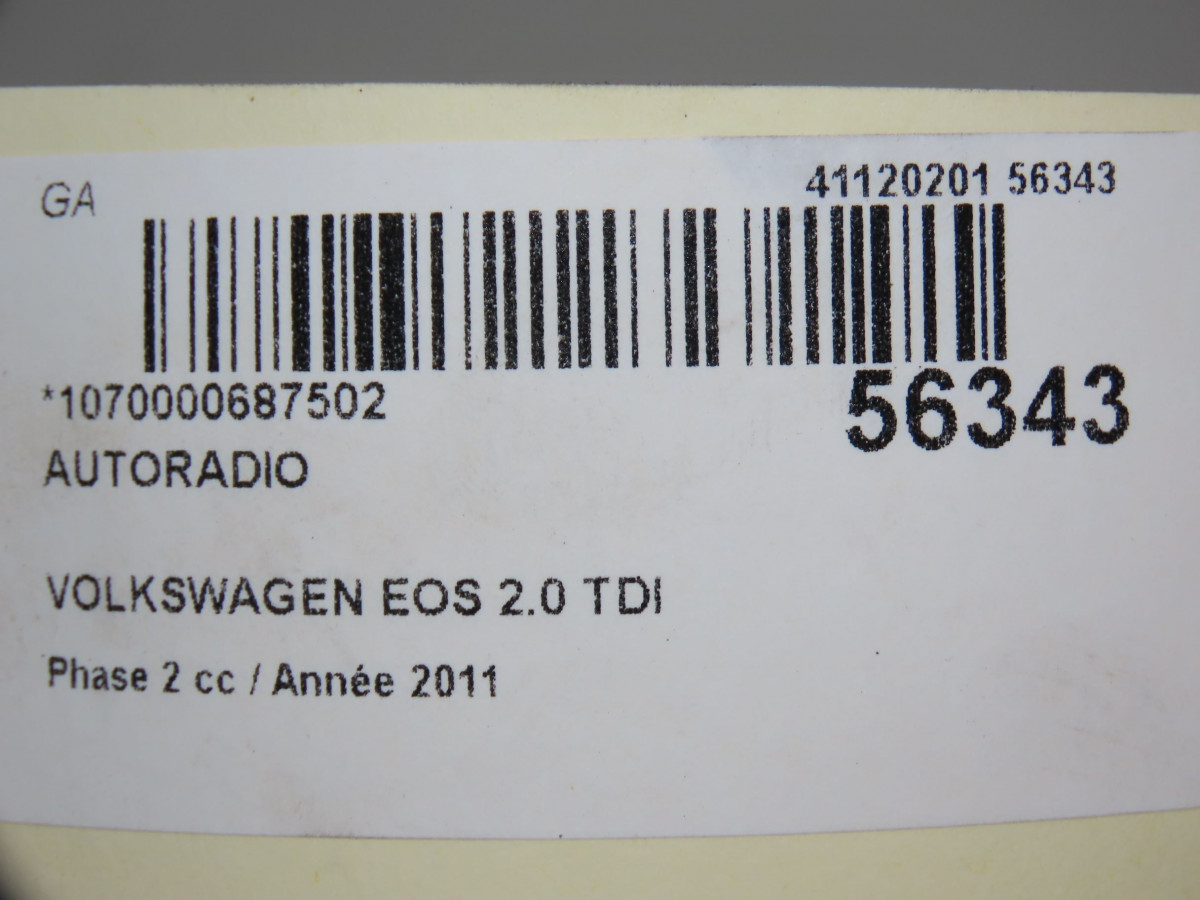 GA
41120201 56343
*1070000687502
56343
AUTORADIO
VOLKSWAGEN EOS 2.0 TDI
Phase 2 cc / Année 2011